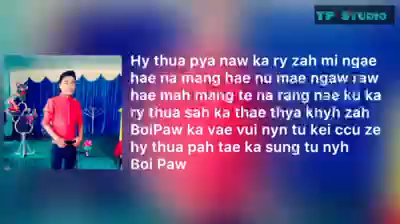 TP STUDIO
Hy thua pya naw ka ry zah mi ngae
hae na mang hae nu mae ngaw raw
hae mah mang te na rang nae ku ka
ry thua sah ka thae thya khyh zah
BoiPaw ka vae vui nyn tu kei ccu ze
hy thua pah tae ka sung tu nyh
Boi Paw